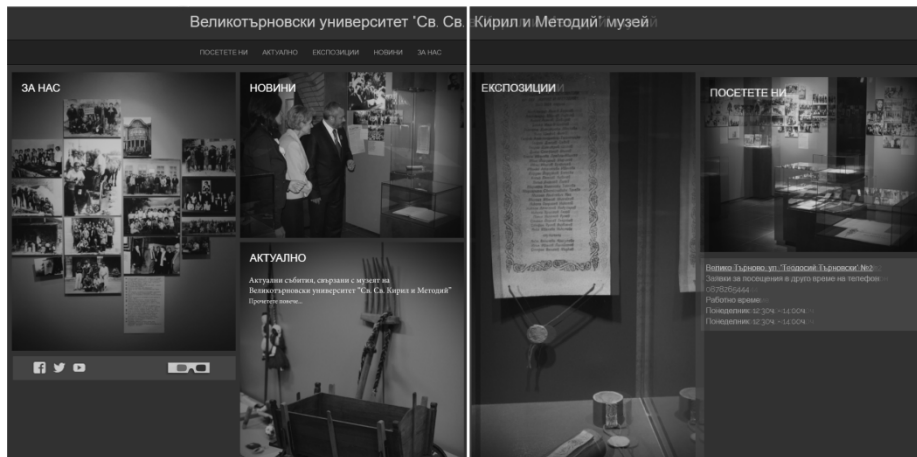 Великотърновски университет "Св. Св. Кирил и Методий" музей
ПОСЕТЕТЕ НИ АКТУАЛНО ЕКСПОЗИЦИИ НОВИНИ ЗА НАС
ЗА НАС
НОВИНИ
АКТУАЛНО
Актуални събития, свързани с музея на
Великотърновски университет "Св. Св. Кирил и Методий"
Прочетете повече...
ЕКСПОЗИЦИИ
ПОСЕТЕТЕ НИ
Велико Търново, ул. "Теодосий Търновски" №2
Заявки за посещения в друго време на телефон:
0878265444
Работно време:
Понеделник: 12:30ч. – 14:00ч.
Понеделник: 12:30ч. – 14:00ч.